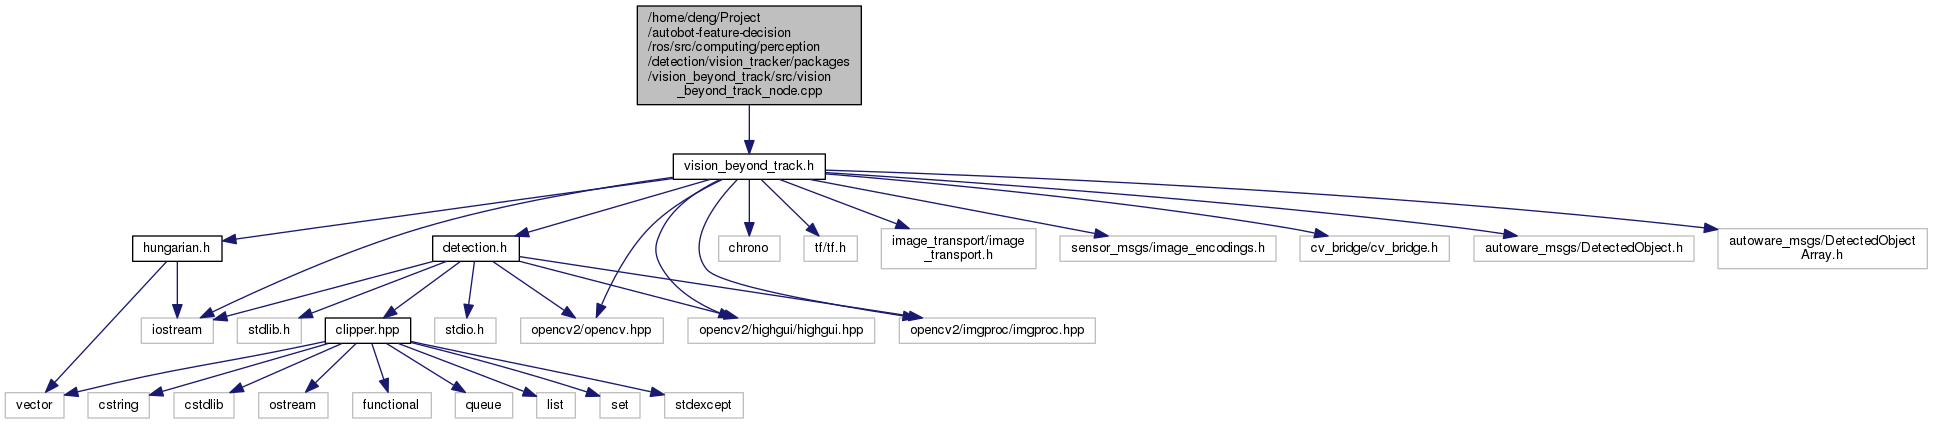 /home/deng/Project
/autobot-feature-decision
/ros/src/computing/perception
/detection/vision_tracker/packages
/vision_beyond_track/src/vision
_beyond_track_node.cpp
vision_beyond_track.h
hungarian.h
detection.h
chrono
tf/tf.h
image_transport/image
_transport.h
sensor_msgs/image_encodings.h
cv_bridge/cv_bridge.h
autoware_msgs/DetectedObject.h
autoware_msgs/DetectedObject
Array.h
iostream
stdlib.h
clipper.hpp
stdio.h
opencv2/opencv.hpp
opencv2/highgui/highgui.hpp
opencv2/imgproc/imgproc.hpp
vector
cstring
cstdlib
ostream
functional
queue
list
set
stdexcept